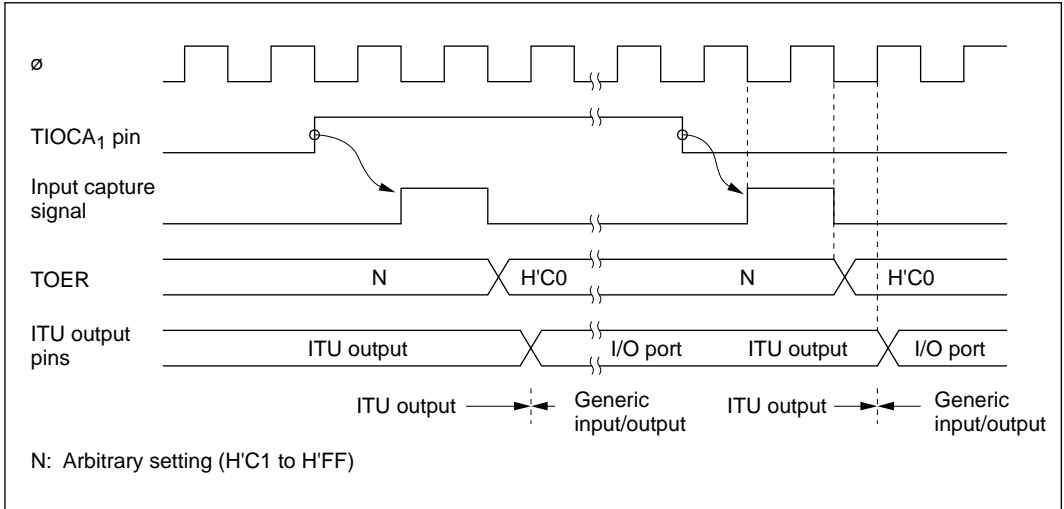 ø
TIOCA1 pin
Input capture
signal
TOER
N
H'C0
N
H'C0
ITU output
pins
ITU output
I/O port
ITU output
I/O port
ITU output
Generic
input/output
ITU output
Generic
input/output
N: Arbitrary setting (H'C1 to H'FF)